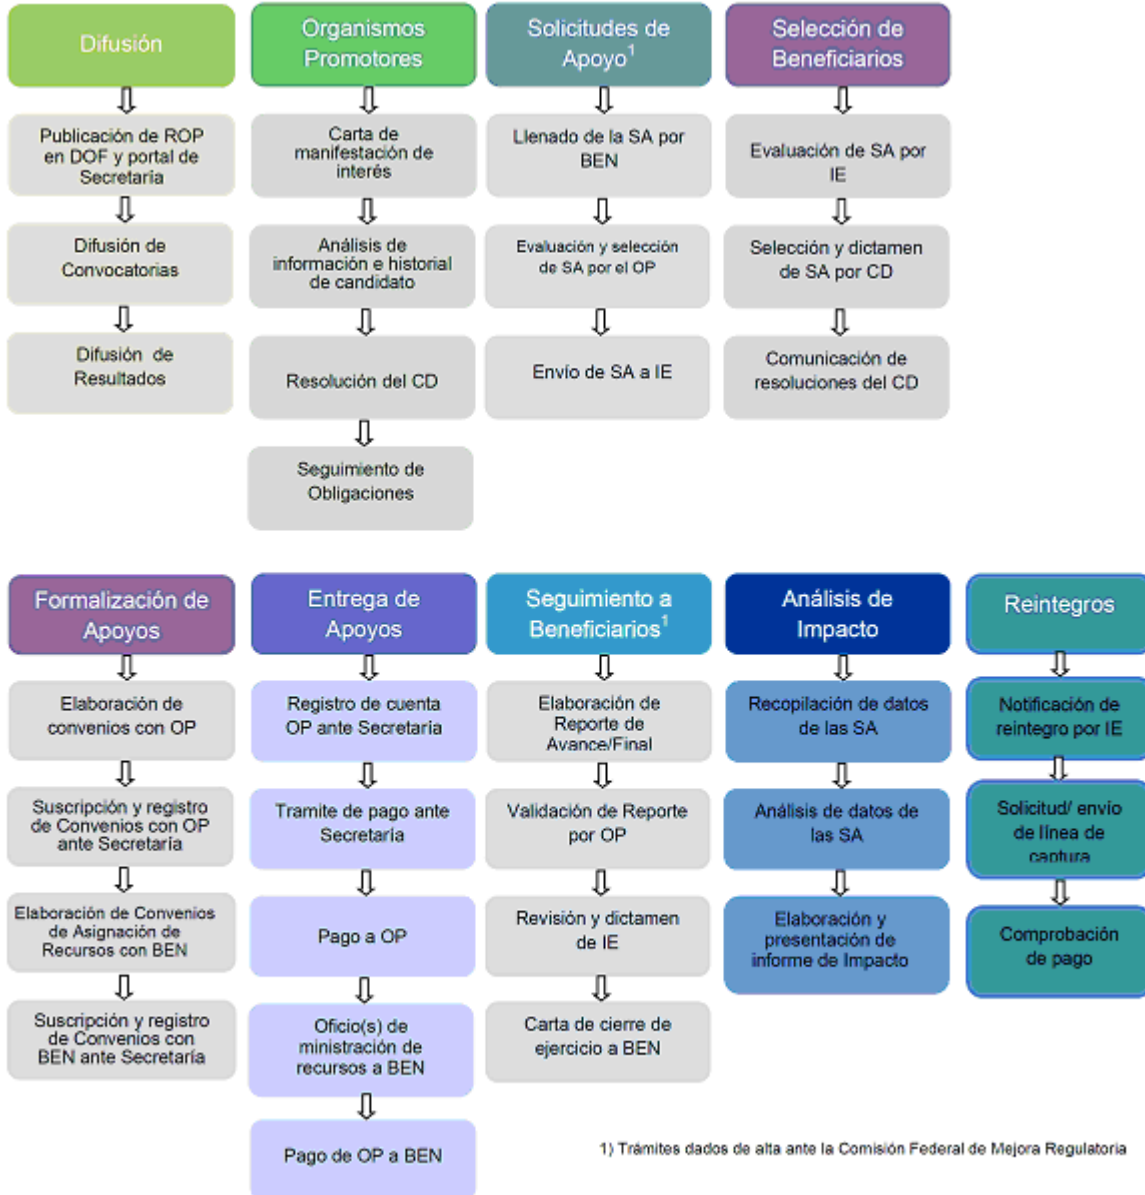 Difusión
Publicación de ROP
en DOF y portal de
Secretaría
Difusión de
Convocatorias
Difusión de
Resultados
Organismos
Promotores
Carta de
manifestación de
interés
Análisis de
información e historial
de candidato
Resolución del CD
Seguimiento de
Obligaciones
Solicitudes de
Apoyo1
Llenado de la SA por
BEN
Evaluación y selección
de SA por el OP
Envío de SA a IE
Selección de
Beneficiarios
Evaluación de SA por
IE
Selección y dictamen
de SA por CD
Comunicación de
resoluciones del CD
Formalización de
Apoyos
Elaboración de
convenios con OP
Suscripción y registro
de Convenios con OP
ante Secretaría
Elaboración de Convenios
de Asignación de
Recursos con BEN
Suscripción y registro
de Convenios con
BEN ante Secretaría
Entrega de
Apoyos
Registro de cuenta
OP ante Secretaría
Tramite de pago ante
Secretaría
Pago a OP
Oficio(s) de
ministración de
recursos a BEN
Pago de OP a BEN
Seguimiento a
Beneficiarios1
Elaboración de
Reporte de
Avance/Final
Validación de Reporte
por OP
Revisión y dictamen
de IE
Carta de cierre de
ejercicio a BEN
Análisis de
Impacto
Recopilación de datos
de las SA
Análisis de datos de
las SA
Elaboración y
presentación de
informe de Impacto
Reintegros
Notificación de
reintegro por IE
Solicitud/ envío
de línea de
captura
Comprobación
de pago
1) Trámites dados de alta ante la Comisión Federal de Mejora Regulatoria